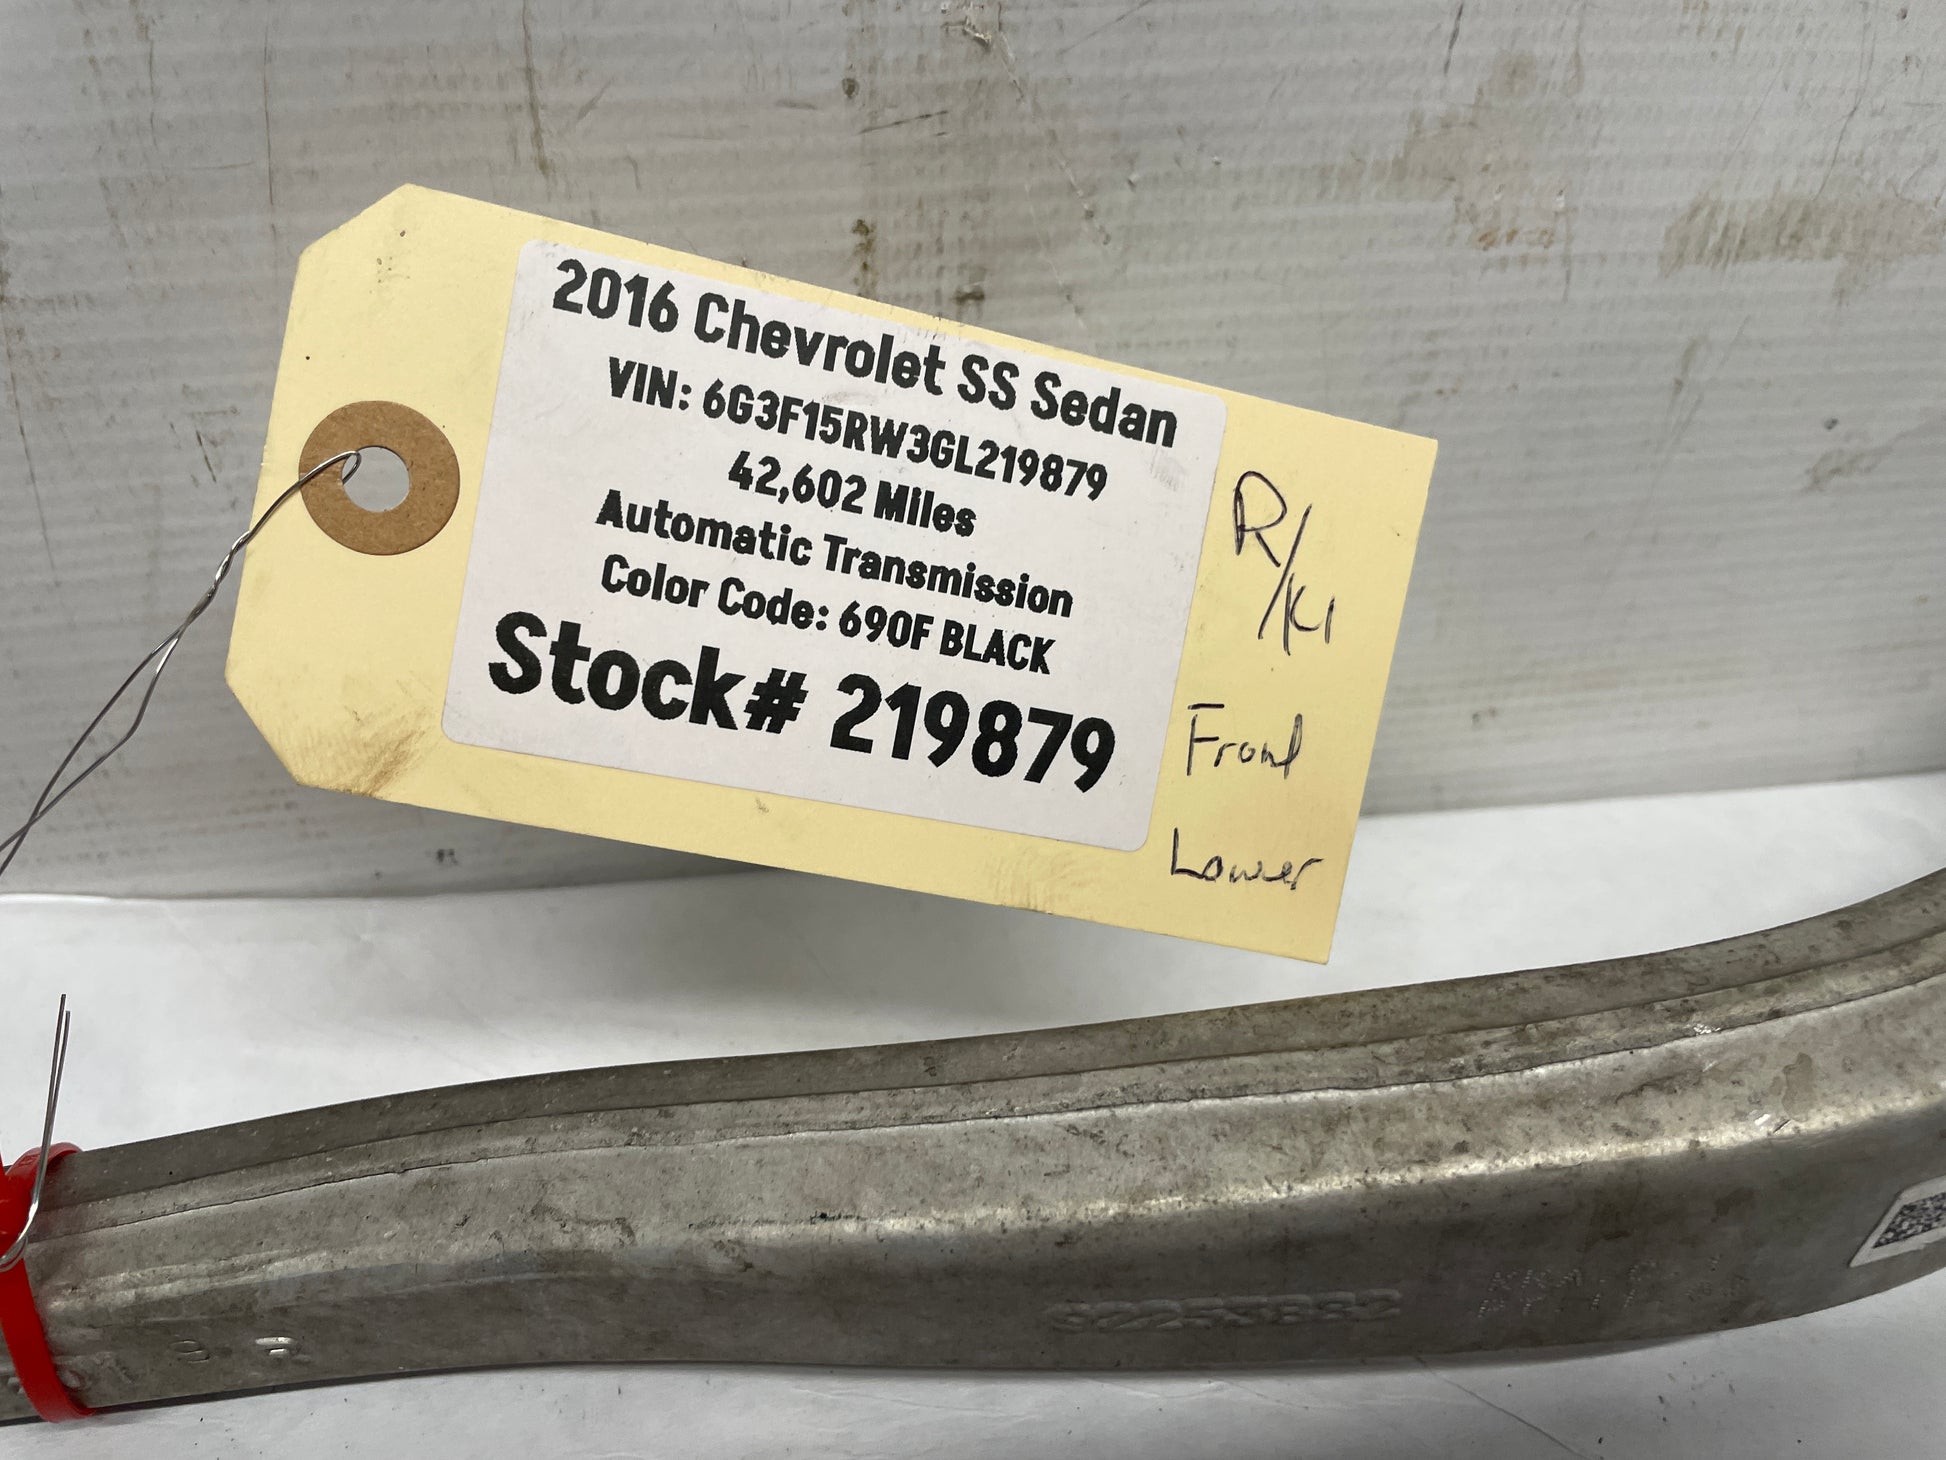 2016 Chevrolet SS Sedan
VIN: 6G3F15RW3GL219879
42,602 Miles
Automatic Transmission
Color Code: 690F BLACK
Stock# 219879
Front
Lower